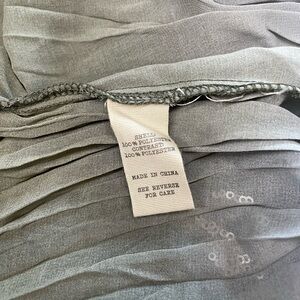 SHELL
100% POLYESTER
CONTRAST
100% POLYESTER
MADE IN CHINA
SEE REVERSE
FOR CARE